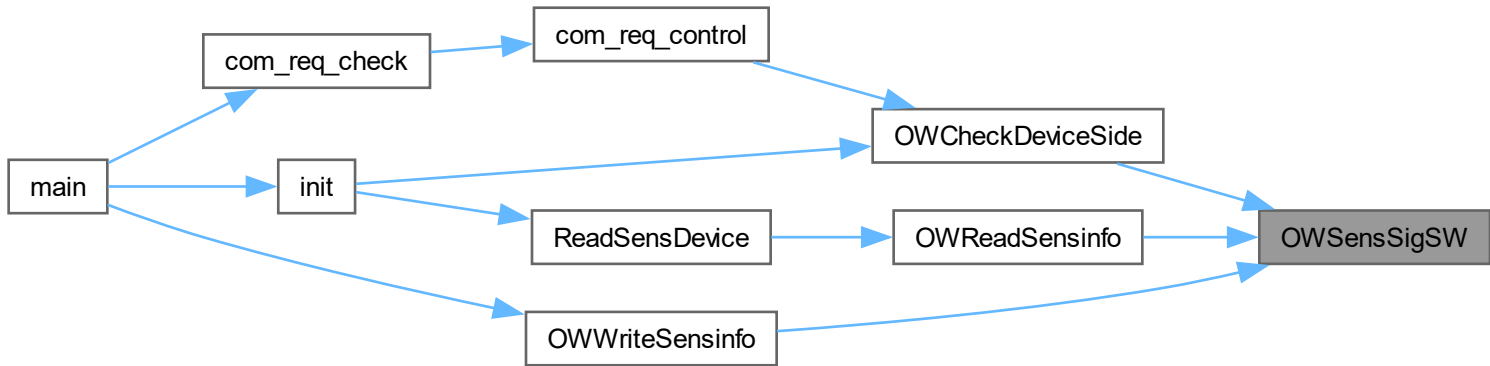 com_req_control
com_req_check
OWCheckDeviceSide
main
init
ReadSensDevice
OWReadSensinfo
OWSensSigSW
OWWriteSensinfo